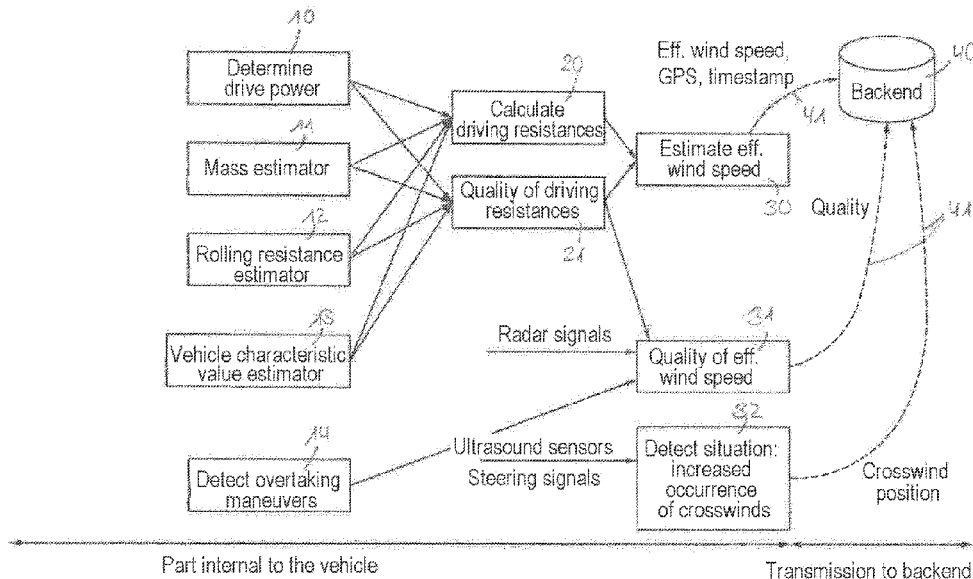 10
Determine
drive power
11
Mass estimator
12
Rolling resistance
estimator
13
Vehicle characteristic
value estimator
14
Detect overtaking
maneuvers
20
Calculate
driving resistances
Quality of driving
resistances
21
Radar signals
Ultrasound sensors
Steering signals
Eff. wind speed,
GPS, timestamp
41
Estimate eff.
wind speed
30
Quality
31
Quality of eff.
wind speed
32
Detect situation:
increased
occurrence
of crosswinds
Backend
40
41
Crosswind
position
Part internal to the vehicle
Transmission to backend